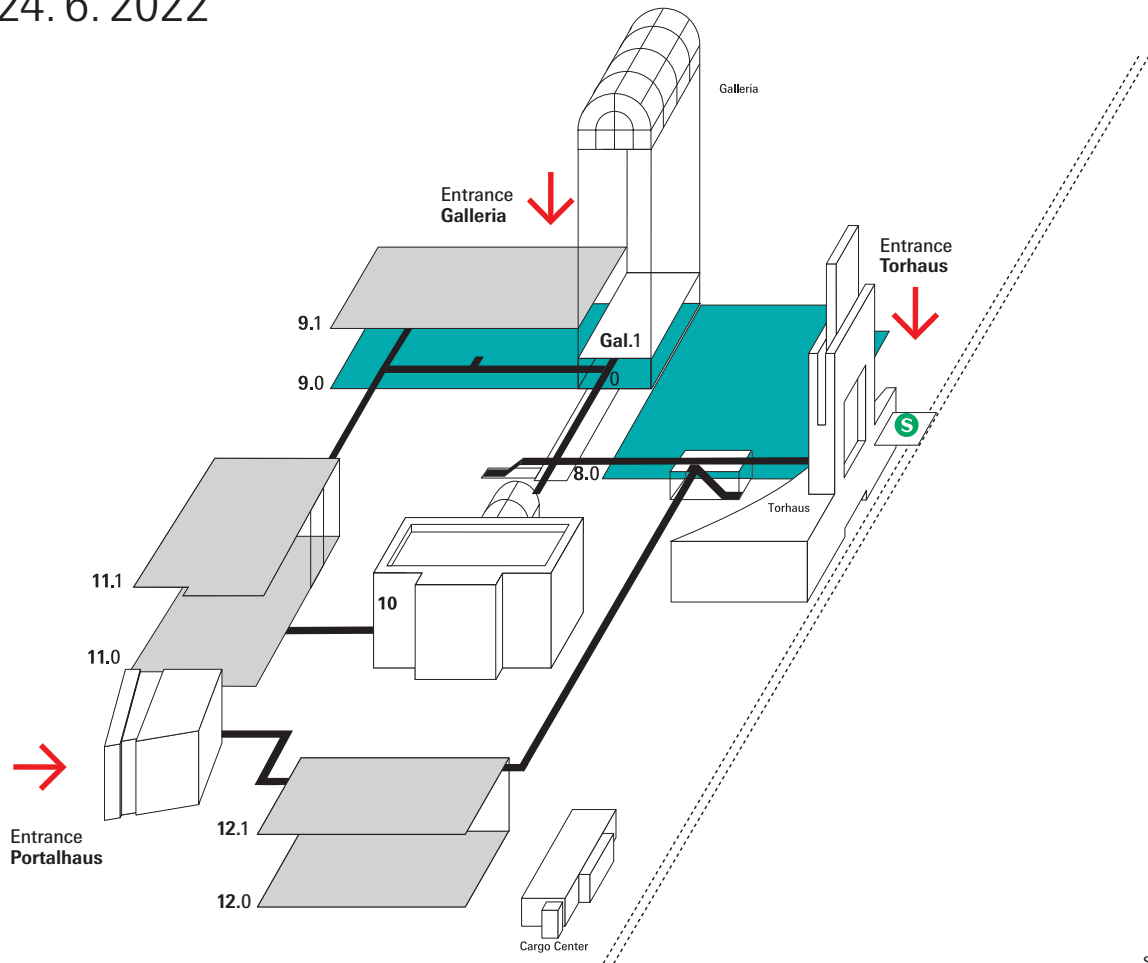 24. 6. 2022
Galleria
Entrance
Galleria
Entrance
Torhaus
9.1
Gal.1
9.0
0
S
8.0
Torhaus
11.1
10
11.0
12.1
Entrance
Portalhaus
12.0
Cargo Center